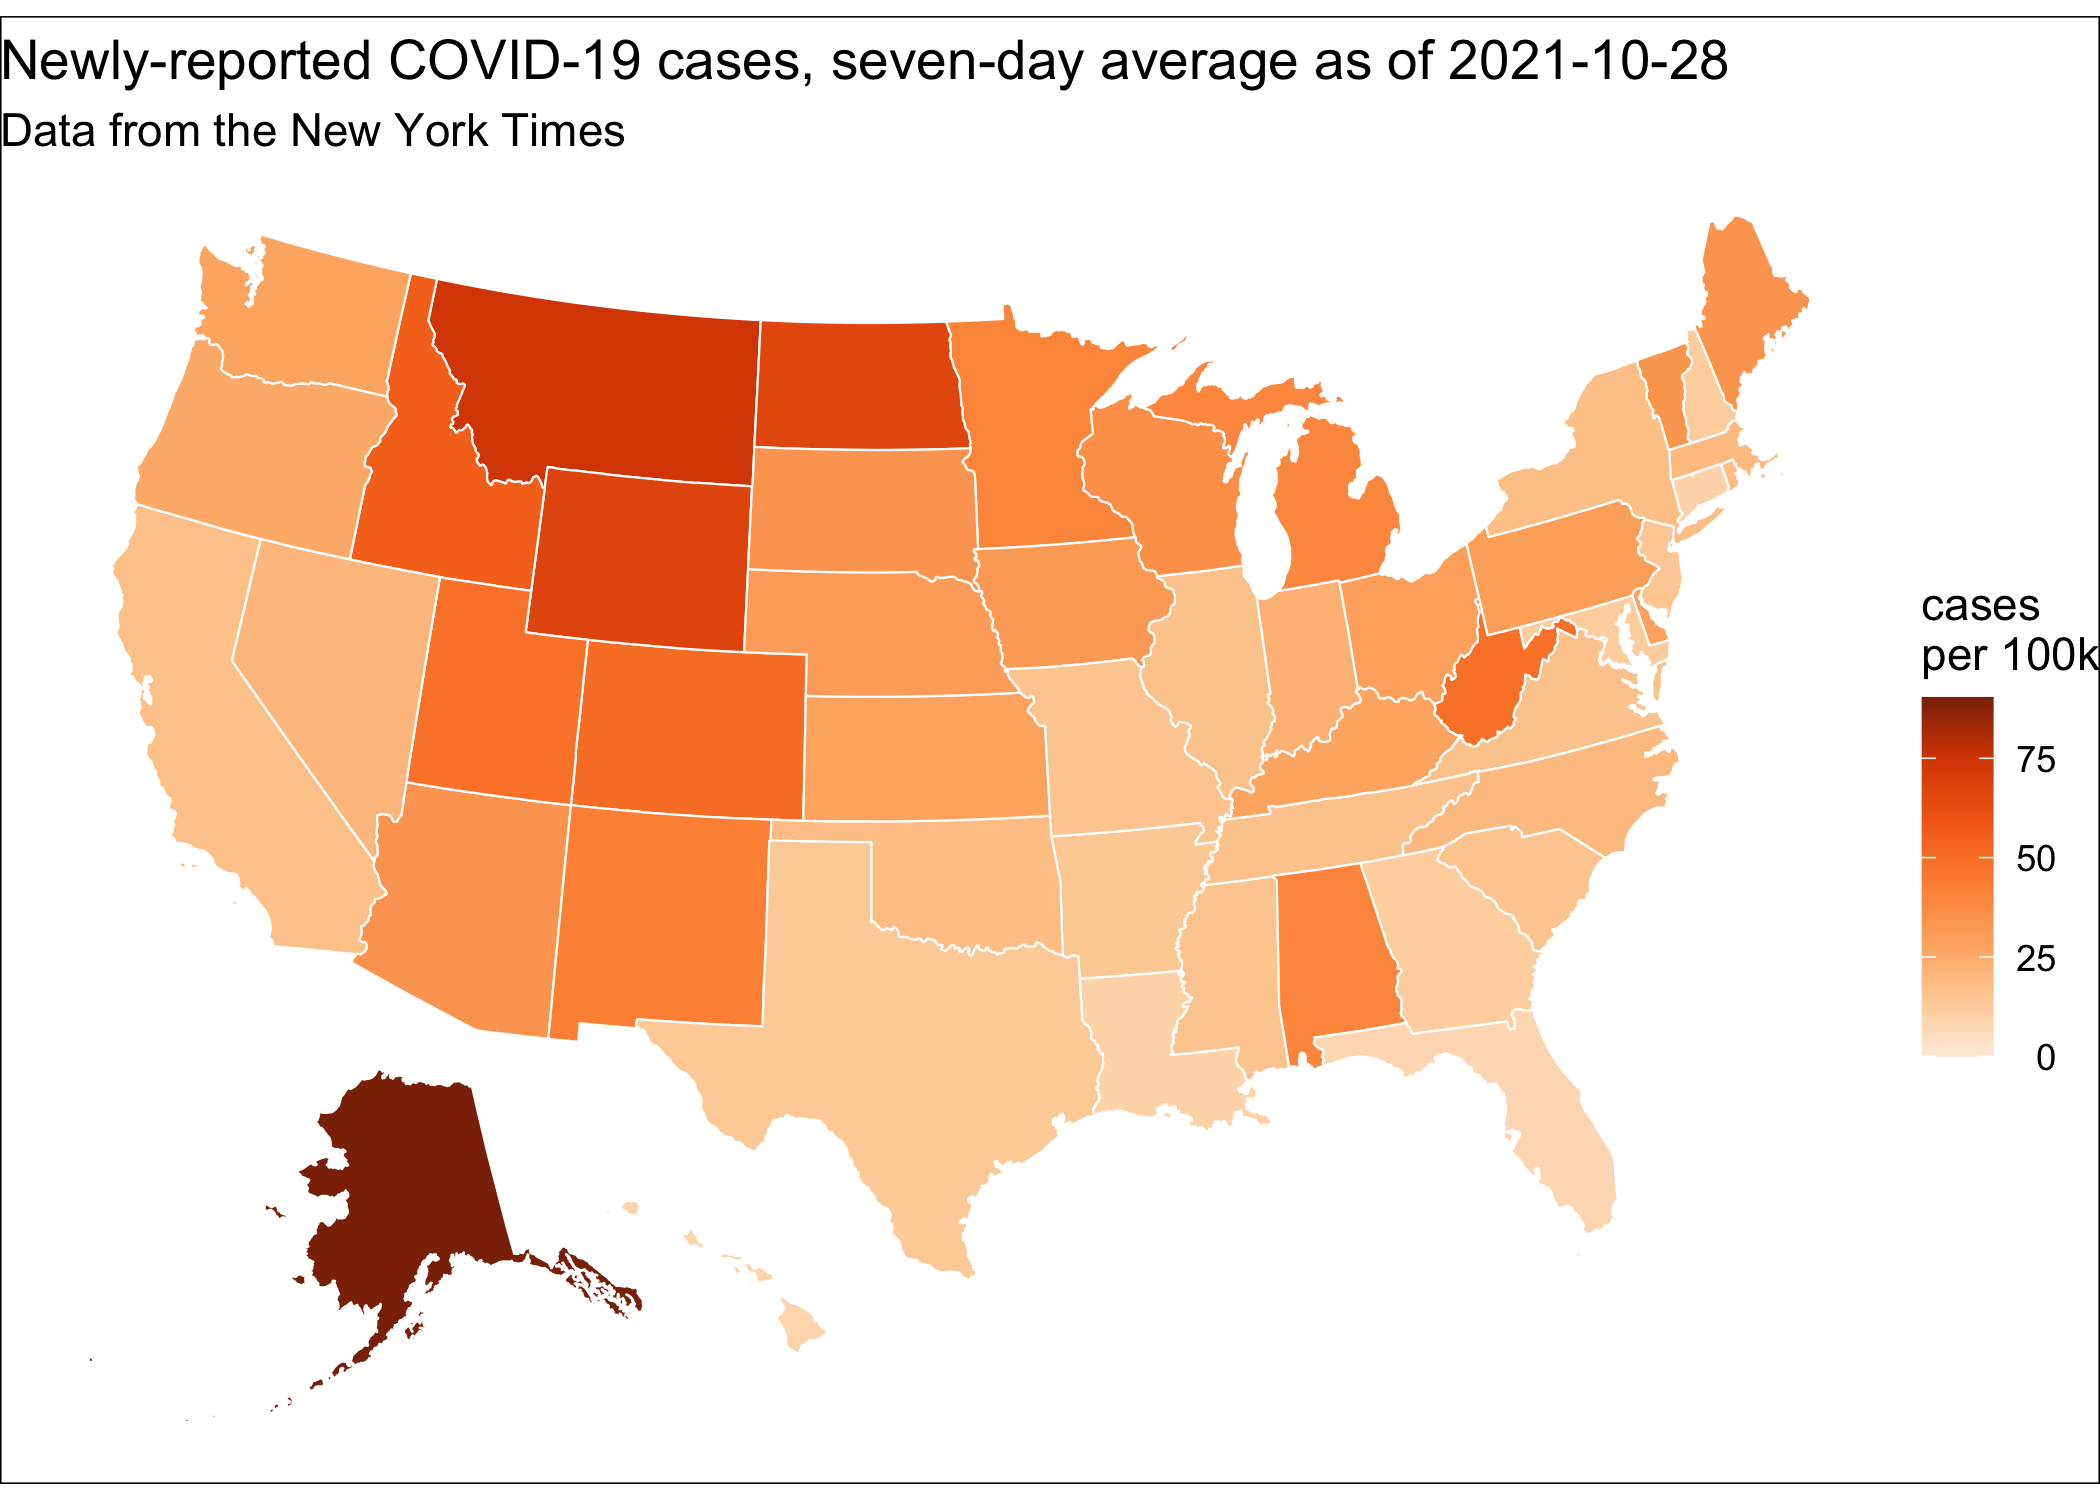 Newly-reported COVID-19 cases, seven-day average as of 2021-10-28
Data from the New York Times
cases
per 100k
75
50
25
0